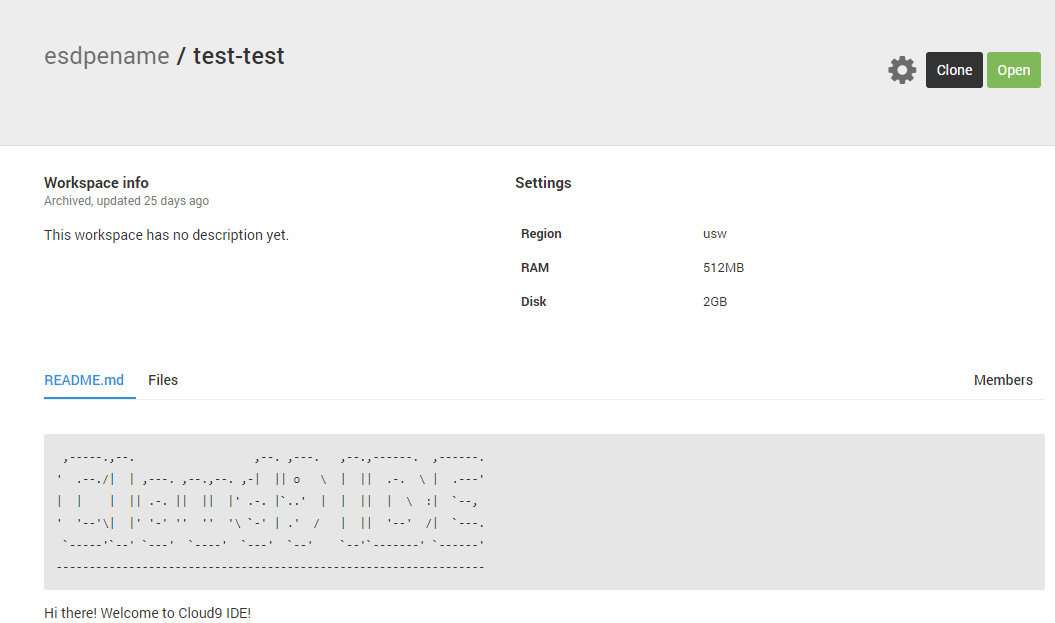 esdpename / test-test
Clone
Open
Workspace info
Archived, updated 25 days ago
This workspace has no description yet.
Settings
Region usw
RAM 512MB
Disk 2GB
README.md Files Members
 ,-----.,--.                  ,--. ,---.   ,--.,------.  ,------.
'  .--./|  | ,---. ,--.,--. ,-|  || o   \  |  ||  .-.  \ |  .---'
|  |    |  || .-. ||  ||  |' .-. |`..'  |  |  ||  |  \  :|  `--, 
'  '--'\|  |' '-' ''  ''  '\ `-' | .'  /   |  ||  '--'  /|  `---.
 `-----'`--' `---'  `----'  `---'  `--'    `--'`-------' `------'
-----------------------------------------------------------------
Hi there! Welcome to Cloud9 IDE!